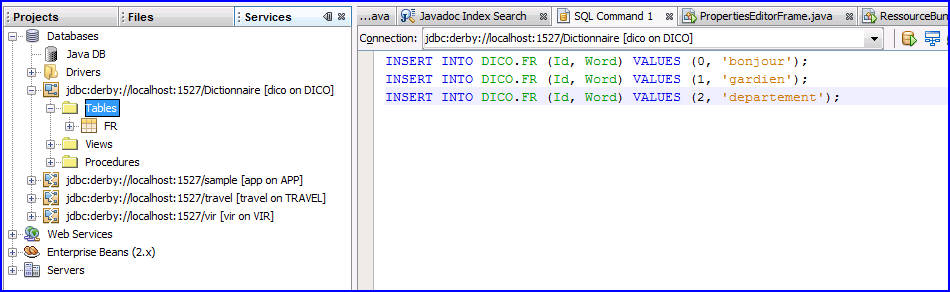 Projects Files Services
Databases
Java DB
Drivers
jdbc:derby://localhost:1527/Dictionnaire [dico on DICO]
Tables
FR
Views
Procedures
jdbc:derby://localhost:1527/sample [app on APP]
jdbc:derby://localhost:1527/travel [travel on TRAVEL]
jdbc:derby://localhost:1527/vir [vir on VIR]
Web Services
Enterprise Beans (2.x)
Servers
...ava Javadoc Index Search SQL Command 1 PropertiesEditorFrame.java RessourceBun
Connection: jdbc:derby://localhost:1527/Dictionnaire [dico on DICO]
INSERT INTO DICO.FR (Id, Word) VALUES (0, 'bonjour');
INSERT INTO DICO.FR (Id, Word) VALUES (1, 'gardien');
INSERT INTO DICO.FR (Id, Word) VALUES (2, 'departement');